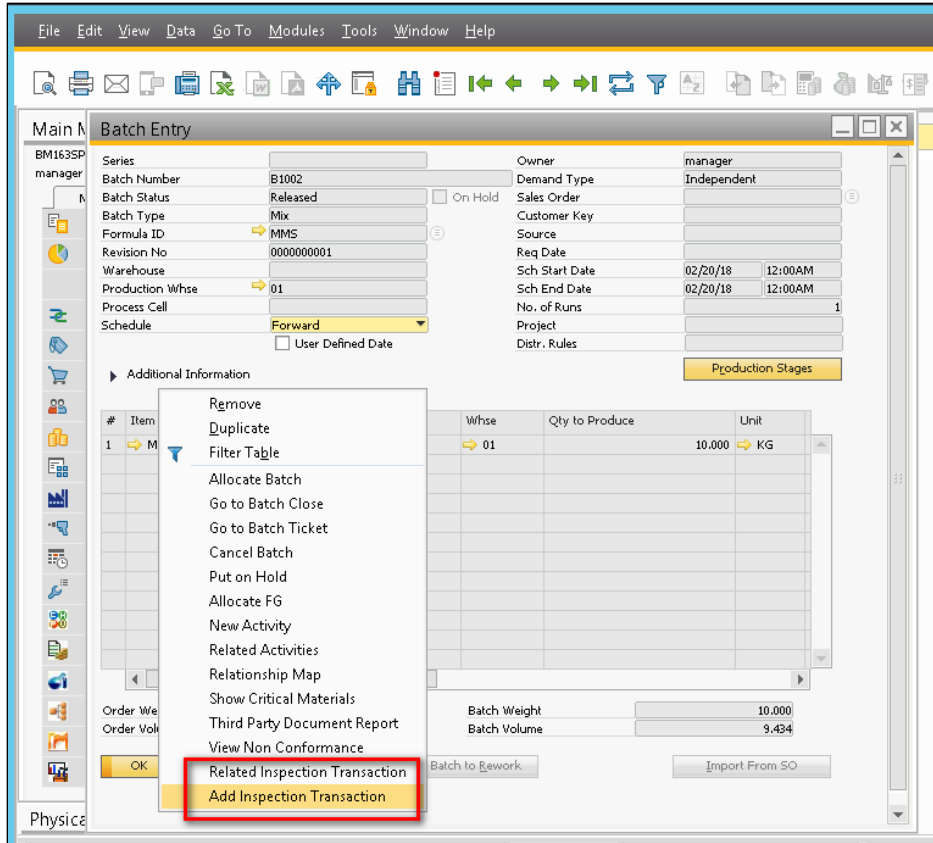 File Edit View Data Go To Modules Tools Window Help
Main M
Batch Entry
BM163SP
manager
Series
Owner manager
Batch Number B1002
Demand Type Independent
Batch Status Released On Hold
Sales Order
Batch Type Mix
Customer Key
Formula ID MMS
Source
Revision No 0000000001
Req Date
Warehouse
Sch Start Date 02/20/18 12:00AM
Production Whse 01
Sch End Date 02/20/18 12:00AM
Process Cell
No. of Runs 1
Schedule Forward
Project
User Defined Date
Distr. Rules
Additional Information
Production Stages
# Item Whse Qty to Produce Unit
1 M 01 10.000 KG
Remove
Duplicate
Filter Table
Allocate Batch
Go to Batch Close
Go to Batch Ticket
Cancel Batch
Put on Hold
Allocate FG
New Activity
Related Activities
Relationship Map
Show Critical Materials
Third Party Document Report
View Non Conformance
Related Inspection Transaction
Add Inspection Transaction
Order We
Batch Weight 10.000
Order Volu
Batch Volume 9.434
OK
Batch to Rework
Import From SO
Physica